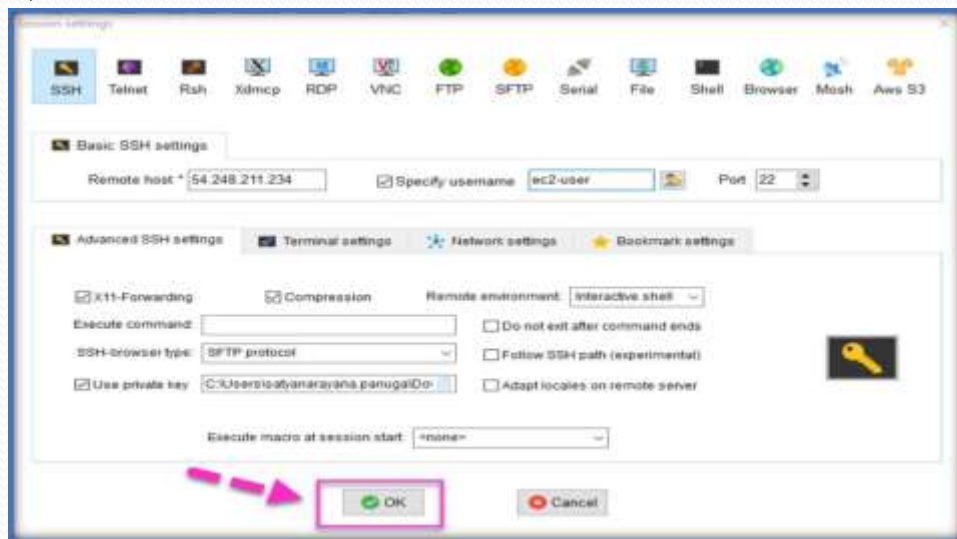 Session settings
SSH Telnet Rsh Xdmcp RDP VNC FTP SFTP Serial File Shell Browser Mosh Aws S3
Basic SSH settings
Remote host * 54.248.211.234 Specify username ec2-user Port 22
Advanced SSH settings Terminal settings Network settings Bookmark settings
X11-Forwarding Compression Remote environment: Interactive shell
Execute command: Do not exit after command ends
SSH-browser type: SFTP protocol Follow SSH path (experimental)
Use private key C:\Users\satyanarayana.panuga\Do Adapt locales on remote server
Execute macro at session start: <none>
OK Cancel